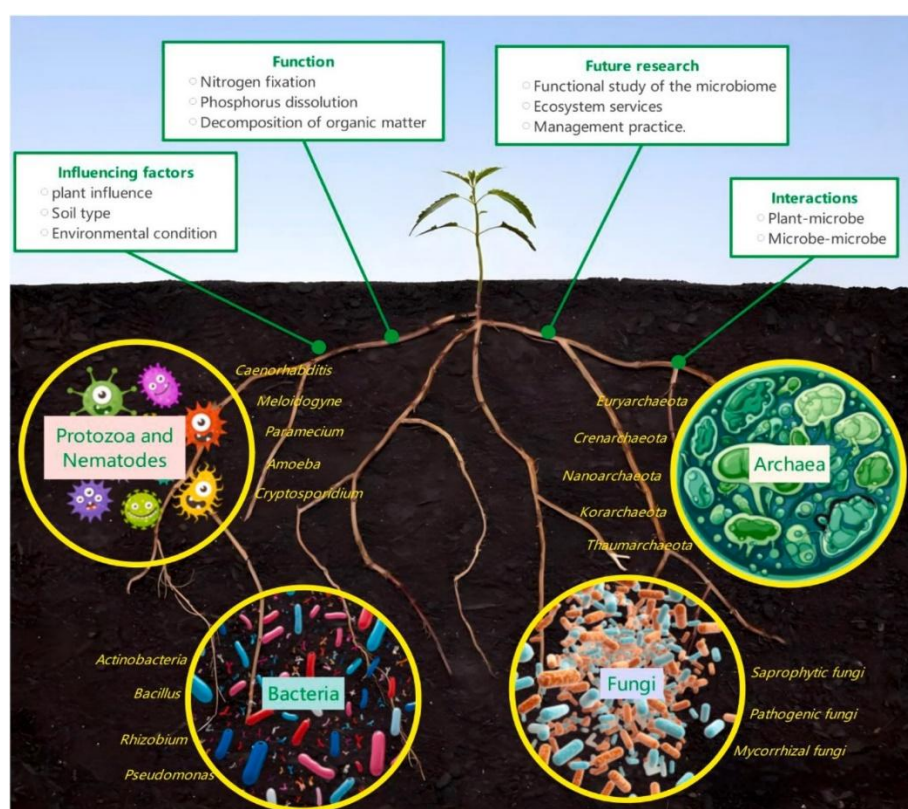 Function
Nitrogen fixation
Phosphorus dissolution
Decomposition of organic matter
Future research
Functional study of the microbiome
Ecosystem services
Management practice.
Influencing factors
plant influence
Soil type
Environmental condition
Interactions
Plant-microbe
Microbe-microbe
Protozoa and
Nematodes
Caenorhabditis
Meloidogyne
Paramecium
Amoeba
Cryptosporidium
Euryarchaeota
Crenarchaeota
Nanoarchaeota
Korarchaeota
Thaumarchaeota
Archaea
Actinobacteria
Bacillus
Rhizobium
Pseudomonas
Bacteria
Fungi
Saprophytic fungi
Pathogenic fungi
Mycorrhizal fungi